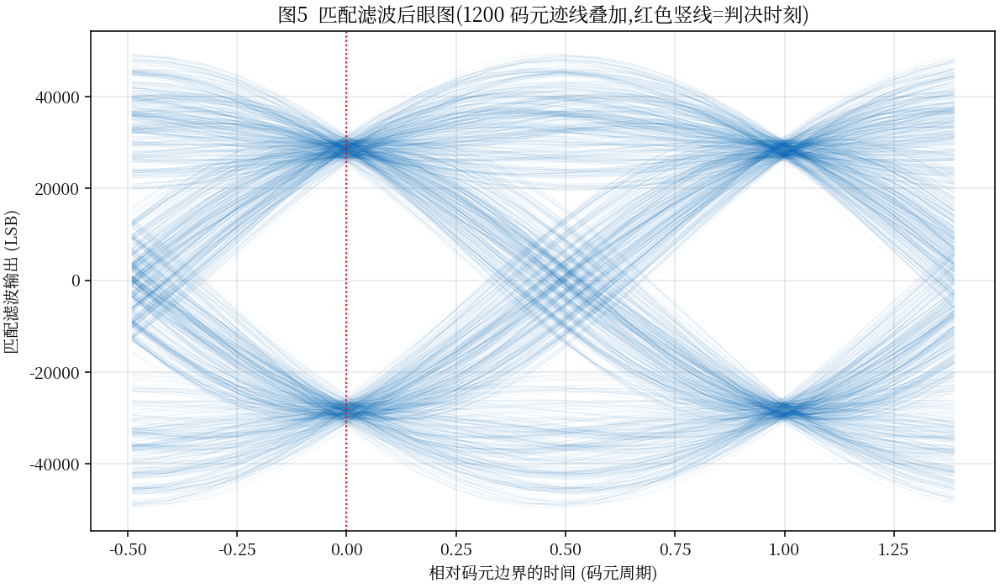 图5 匹配滤波后眼图(1200 码元迹线叠加,红色竖线=判决时刻)
匹配滤波输出 (LSB)
40000
20000
0
-20000
-40000
-0.50 -0.25 0.00 0.25 0.50 0.75 1.00 1.25
相对码元边界的时间 (码元周期)